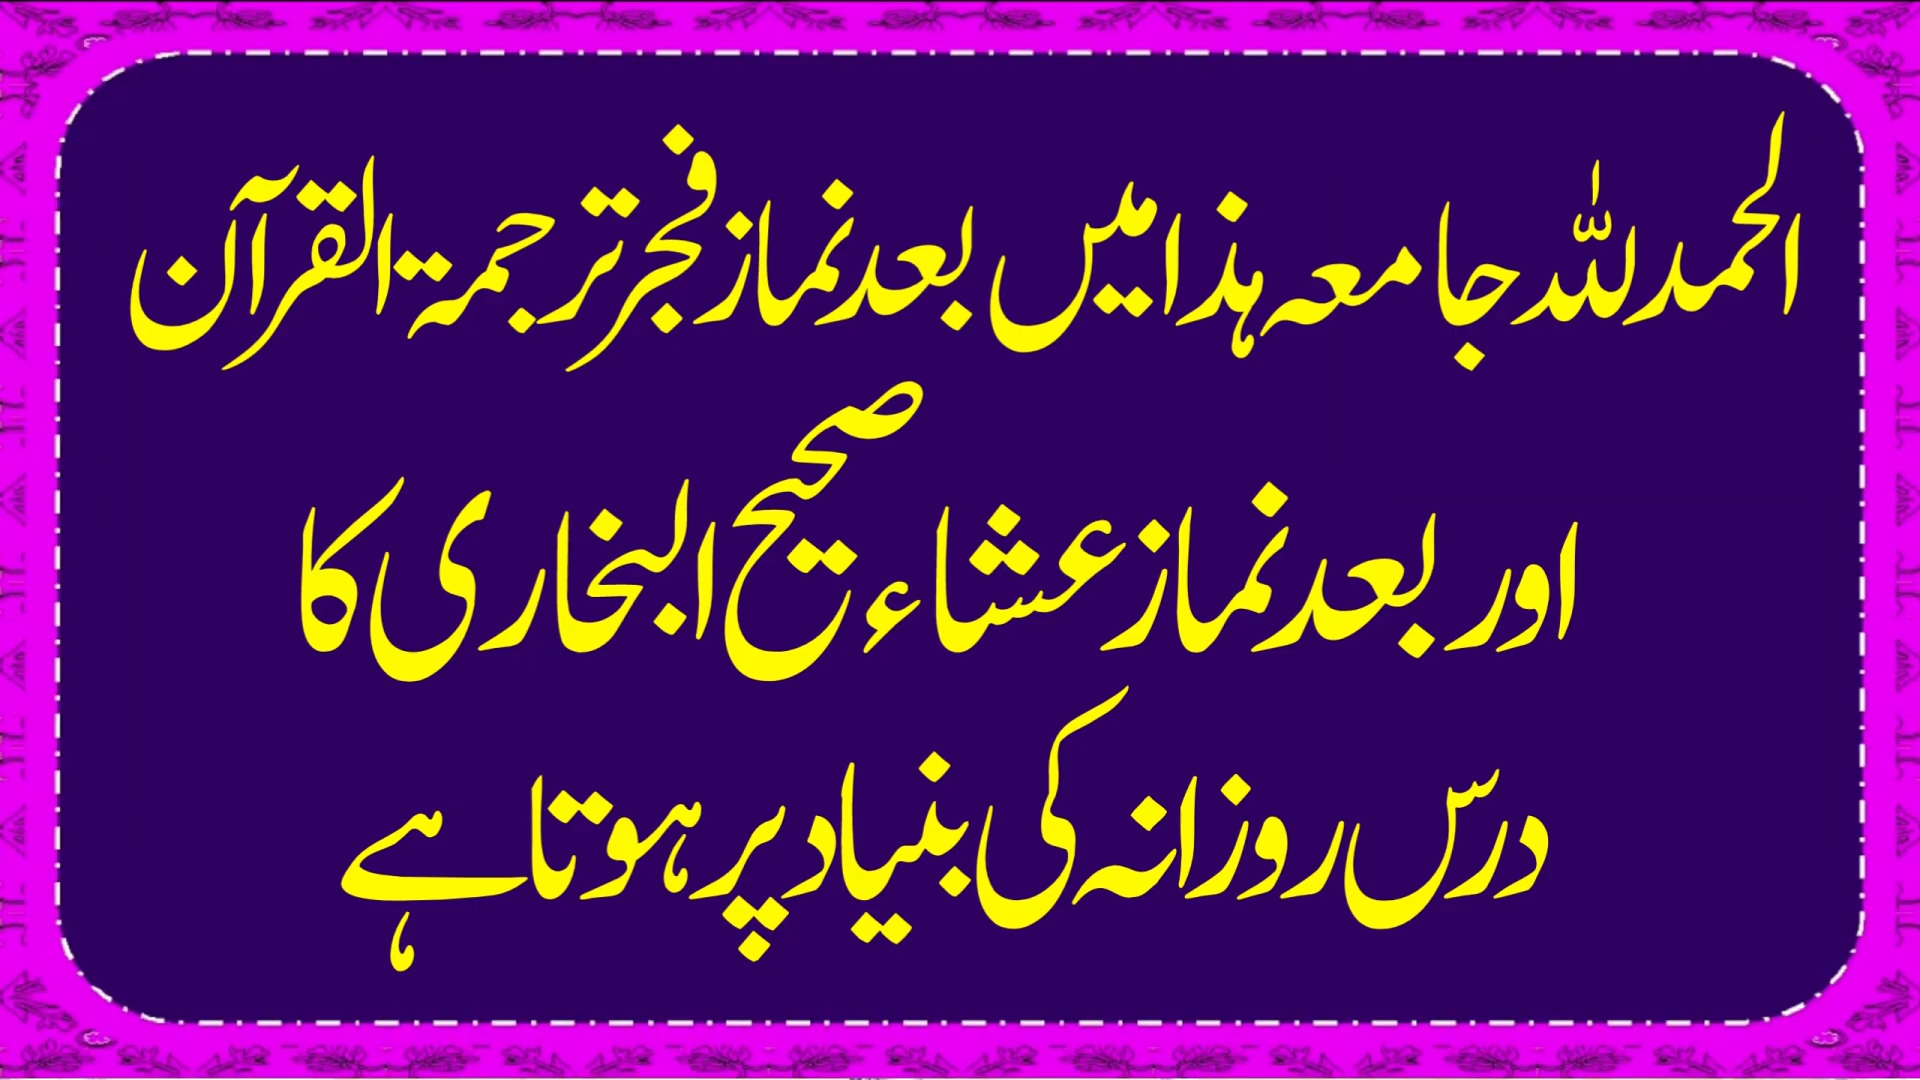 الحمدللہ جامعہ ہذا میں بعد نماز فجر ترجمۃ القرآن
اور بعد نماز عشاء صحیح البخاری کا
درس روزانہ کی بنیاد پر ہوتا ہے